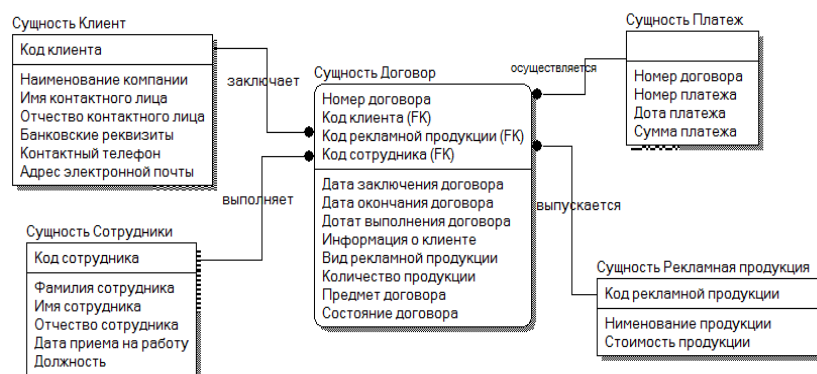 Сущность Клиент
Код клиента
Наименование компании
Имя контактного лица
Отчество контактного лица
Банковские реквизиты
Контактный телефон
Адрес электронной почты
заключает
Сущность Договор
Номер договора
Код клиента (FK)
Код рекламной продукции (FK)
Код сотрудника (FK)
Дата заключения договора
Дата окончания договора
Дотат выполнения договора
Информация о клиенте
Вид рекламной продукции
Количество продукции
Предмет договора
Состояние договора
осуществляется
Сущность Платеж
Номер договора
Номер платежа
Дота платежа
Сумма платежа
выполняет
выпускается
Сущность Сотрудники
Код сотрудника
Фамилия сотрудника
Имя сотрудника
Отчество сотрудника
Дата приема на работу
Должность
Сущность Рекламная продукция
Код рекламной продукции
Нименование продукции
Стоимость продукции